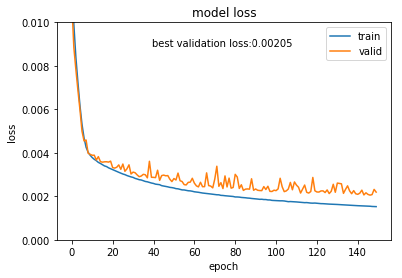 model loss
best validation loss:0.00205
train
valid
0.010
0.008
0.006
0.004
0.002
0.000
loss
0 20 40 60 80 100 120 140
epoch